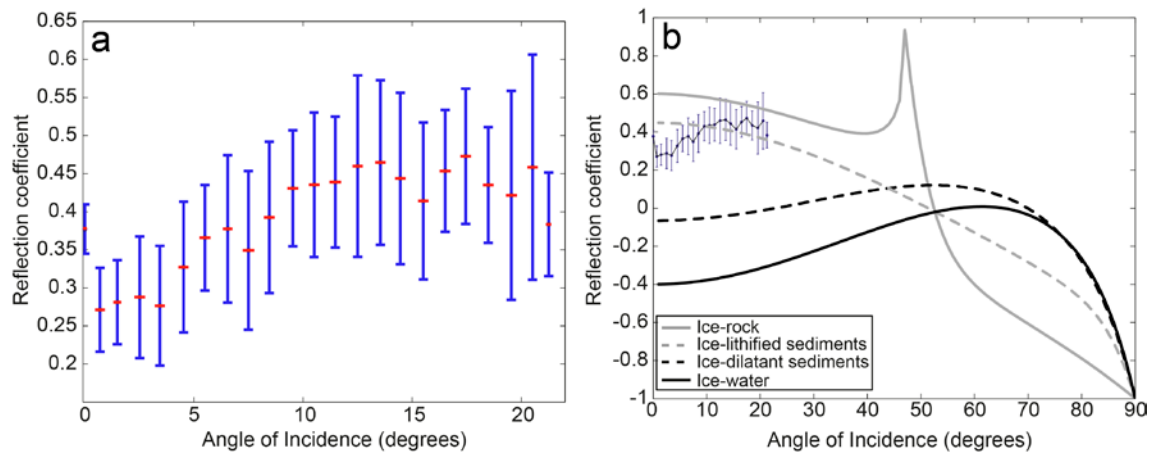 a
0.65
0.6
0.55
0.5
0.45
0.4
0.35
0.3
0.25
0.2
Reflection coefficient
0 5 10 15 20
Angle of Incidence (degrees)
b
1
0.8
0.6
0.4
0.2
0
-0.2
-0.4
-0.6
-0.8
-1
Reflection coefficient
Ice-rock
Ice-lithified sediments
Ice-dilatant sediments
Ice-water
0 10 20 30 40 50 60 70 80 90
Angle of Incidence (degrees)